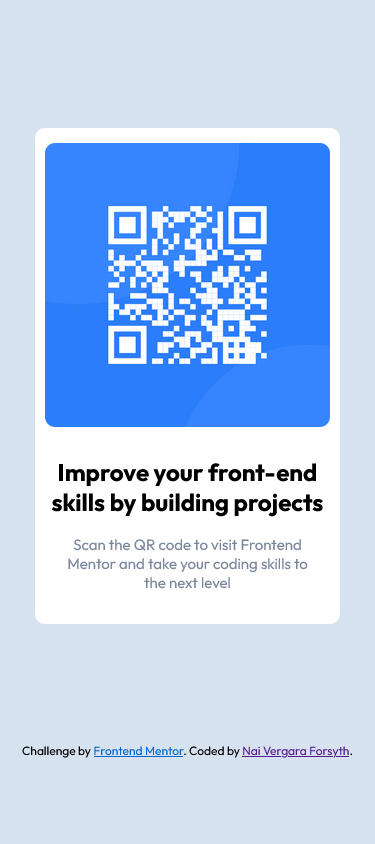 Improve your front-end
skills by building projects
Scan the QR code to visit Frontend
Mentor and take your coding skills to
the next level
Challenge by Frontend Mentor. Coded by Nai Vergara Forsyth.